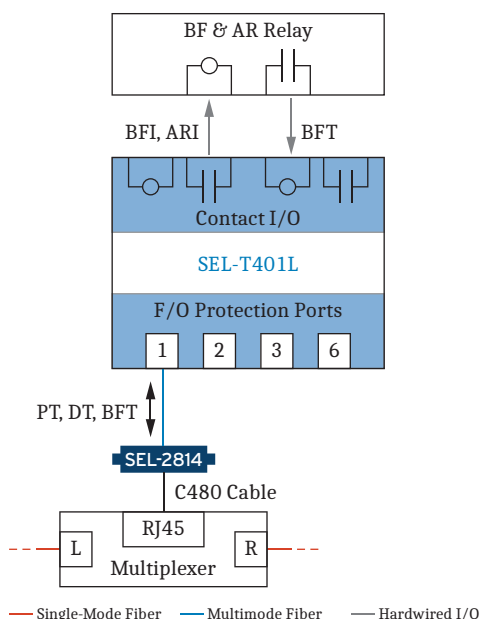 BF & AR Relay
BFI, ARI
BFT
Contact I/O
SEL-T401L
F/O Protection Ports
1 2 3 6
PT, DT, BFT
SEL-2814
C480 Cable
RJ45
L R
Multiplexer
Single-Mode Fiber Multimode Fiber Hardwired I/O